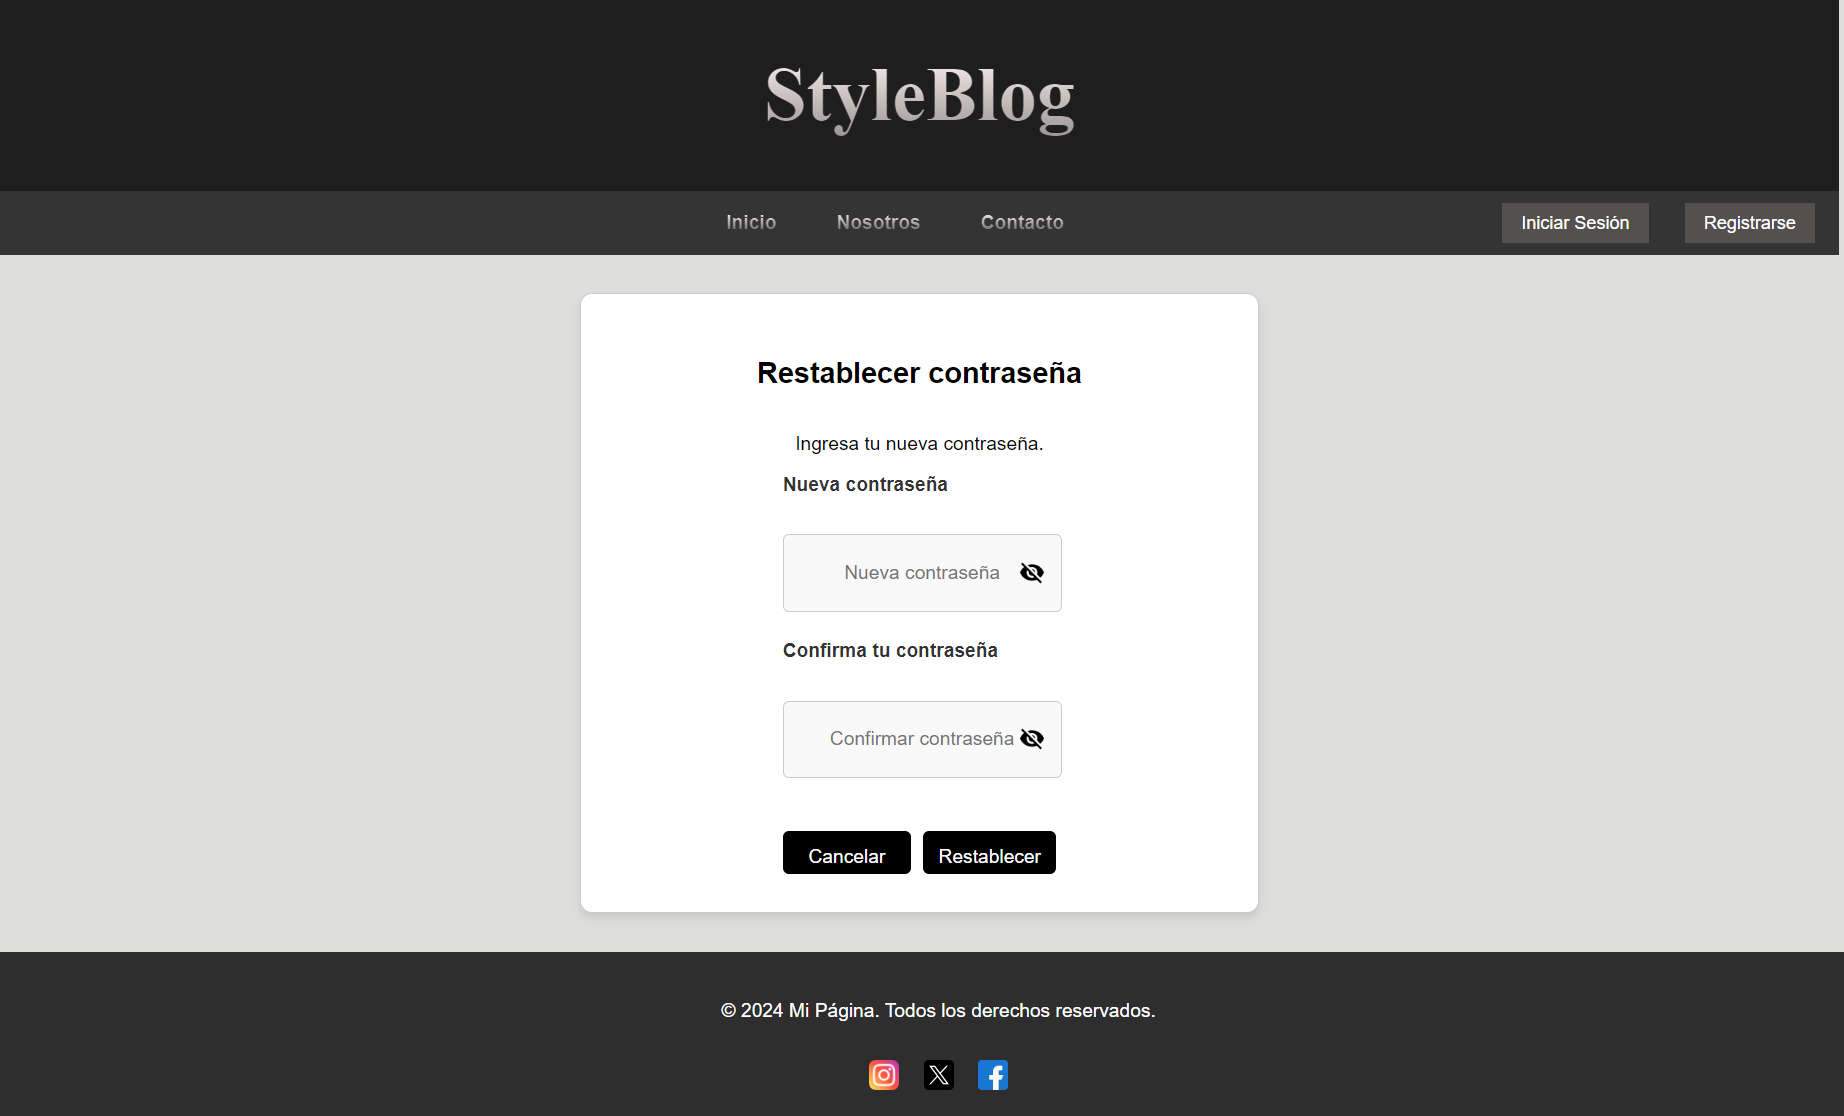 StyleBlog
Inicio Nosotros Contacto Iniciar Sesión Registrarse
Restablecer contraseña
Ingresa tu nueva contraseña.
Nueva contraseña
Nueva contraseña
Confirma tu contraseña
Confirmar contraseña
Cancelar Restablecer
© 2024 Mi Página. Todos los derechos reservados.